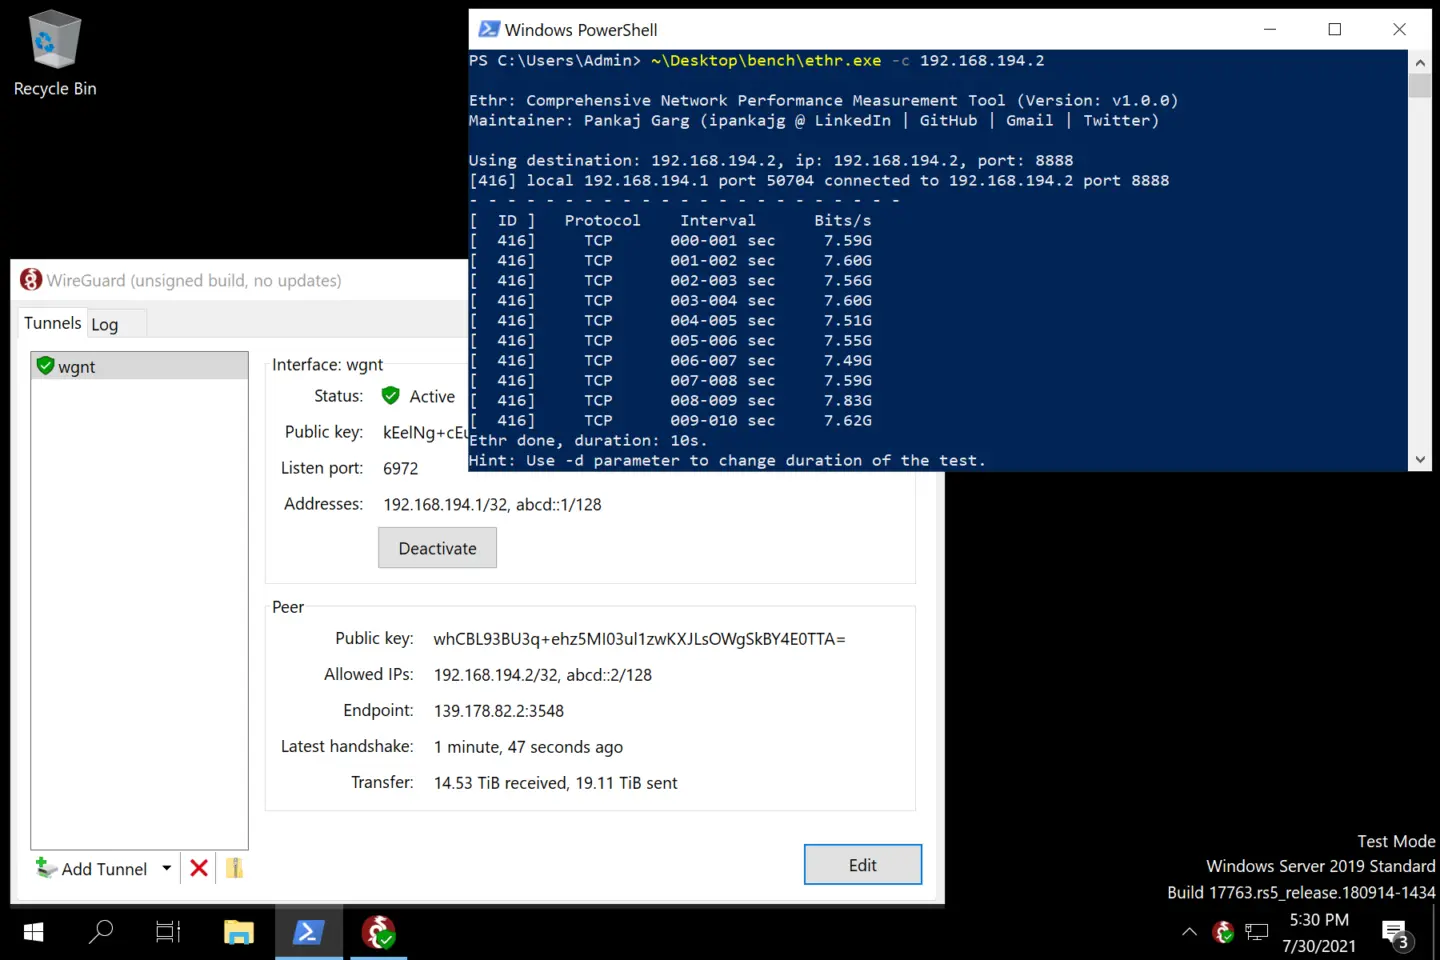 Recycle Bin
Windows PowerShell
PS C:\Users\Admin> ~\Desktop\bench\ethr.exe -c 192.168.194.2
Ethr: Comprehensive Network Performance Measurement Tool (Version: v1.0.0)
Maintainer: Pankaj Garg (ipankajg @ LinkedIn | GitHub | Gmail | Twitter)
Using destination: 192.168.194.2, ip: 192.168.194.2, port: 8888
[416] local 192.168.194.1 port 50704 connected to 192.168.194.2 port 8888
- - - - - - - - - - - - - - - - - - - - - - -
[  ID ]   Protocol    Interval      Bits/s
[  416]     TCP      000-001 sec     7.59G
[  416]     TCP      001-002 sec     7.60G
[  416]     TCP      002-003 sec     7.56G
[  416]     TCP      003-004 sec     7.60G
[  416]     TCP      004-005 sec     7.51G
[  416]     TCP      005-006 sec     7.55G
[  416]     TCP      006-007 sec     7.49G
[  416]     TCP      007-008 sec     7.59G
[  416]     TCP      008-009 sec     7.83G
[  416]     TCP      009-010 sec     7.62G
Ethr done, duration: 10s.
Hint: Use -d parameter to change duration of the test.
WireGuard (unsigned build, no updates)
Tunnels Log
wgnt
Interface: wgnt
Status: Active
Public key: kEelNg+cEu
Listen port: 6972
Addresses: 192.168.194.1/32, abcd::1/128
Deactivate
Peer
Public key: whCBL93BU3q+ehz5MI03ul1zwKXJLsOWgSkBY4E0TTA=
Allowed IPs: 192.168.194.2/32, abcd::2/128
Endpoint: 139.178.82.2:3548
Latest handshake: 1 minute, 47 seconds ago
Transfer: 14.53 TiB received, 19.11 TiB sent
Add Tunnel
Edit
Test Mode
Windows Server 2019 Standard
Build 17763.rs5_release.180914-1434
5:30 PM
7/30/2021
3